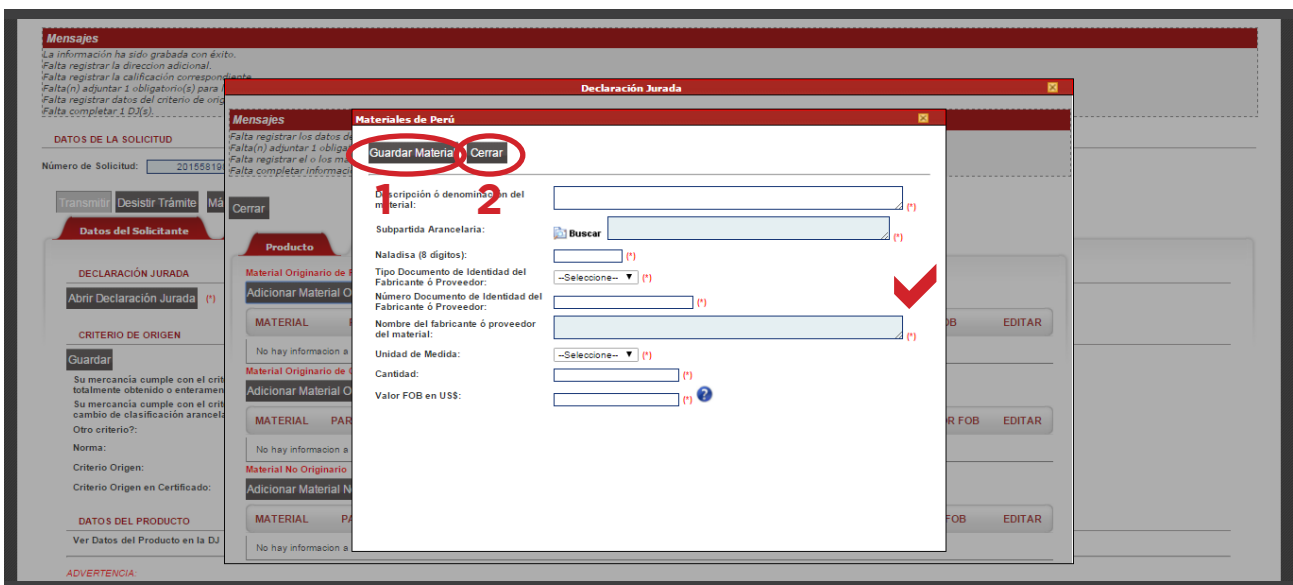 Mensajes
La información ha sido grabada con éxito.
Falta registrar la direccion adicional.
Falta registrar la calificación correspondiente
Falta(n) adjuntar 1 obligatorio(s) para
Falta registrar datos del criterio de orig
Falta completar 1 DJ(s).
DATOS DE LA SOLICITUD
Número de Solicitud: 20155819
Transmitir Desistir Trámite Má
Datos del Solicitante
DECLARACIÓN JURADA
Abrir Declaración Jurada (*)
CRITERIO DE ORIGEN
Guardar
Su mercancía cumple con el crit
totalmente obtenido o enteramen
Su mercancía cumple con el crit
cambio de clasificación arancela
Otro criterio?:
Norma:
Criterio Origen:
Criterio Origen en Certificado:
DATOS DEL PRODUCTO
Ver Datos del Producto en la DJ
ADVERTENCIA:
Declaración Jurada
Mensajes
Falta registrar los datos de
Falta(n) adjuntar 1 obliga
Falta registrar el o los ma
Falta completar informaci
Cerrar
Producto
Material Originario de
Adicionar Material O
MATERIAL
OB EDITAR
No hay informacion a
Material Originario de
Adicionar Material O
MATERIAL PAR
R FOB EDITAR
No hay informacion a
Material No Originario
Adicionar Material N
MATERIAL PA
FOB EDITAR
No hay informacion a
Materiales de Perú
Guardar Material Cerrar
1 2
Descripción ó denominación del
material: (*)
Subpartida Arancelaria: Buscar (*)
Naladisa (8 dígitos): (*)
Tipo Documento de Identidad del
Fabricante ó Proveedor: --Seleccione-- (*)
Número Documento de Identidad del
Fabricante ó Proveedor: (*)
Nombre del fabricante ó proveedor
del material: (*)
Unidad de Medida: --Seleccione-- (*)
Cantidad: (*)
Valor FOB en US$: (*) ?